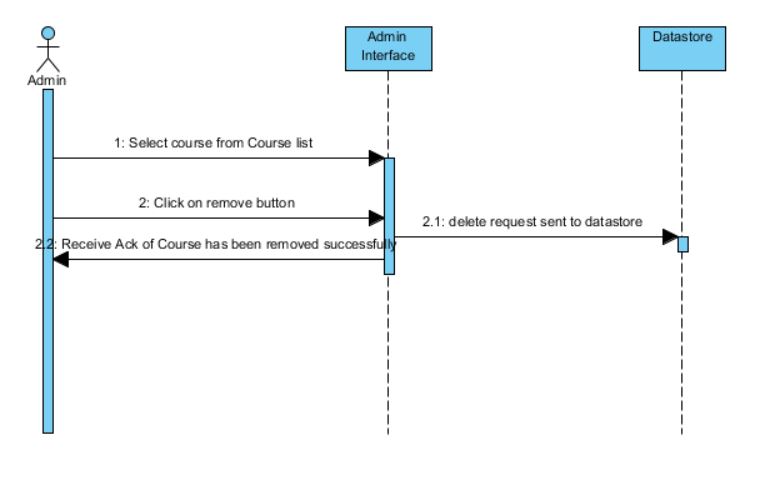 Admin
Interface
Datastore
Admin
1: Select course from Course list
2: Click on remove button
2.1: delete request sent to datastore
2.2: Receive Ack of Course has been removed successfully